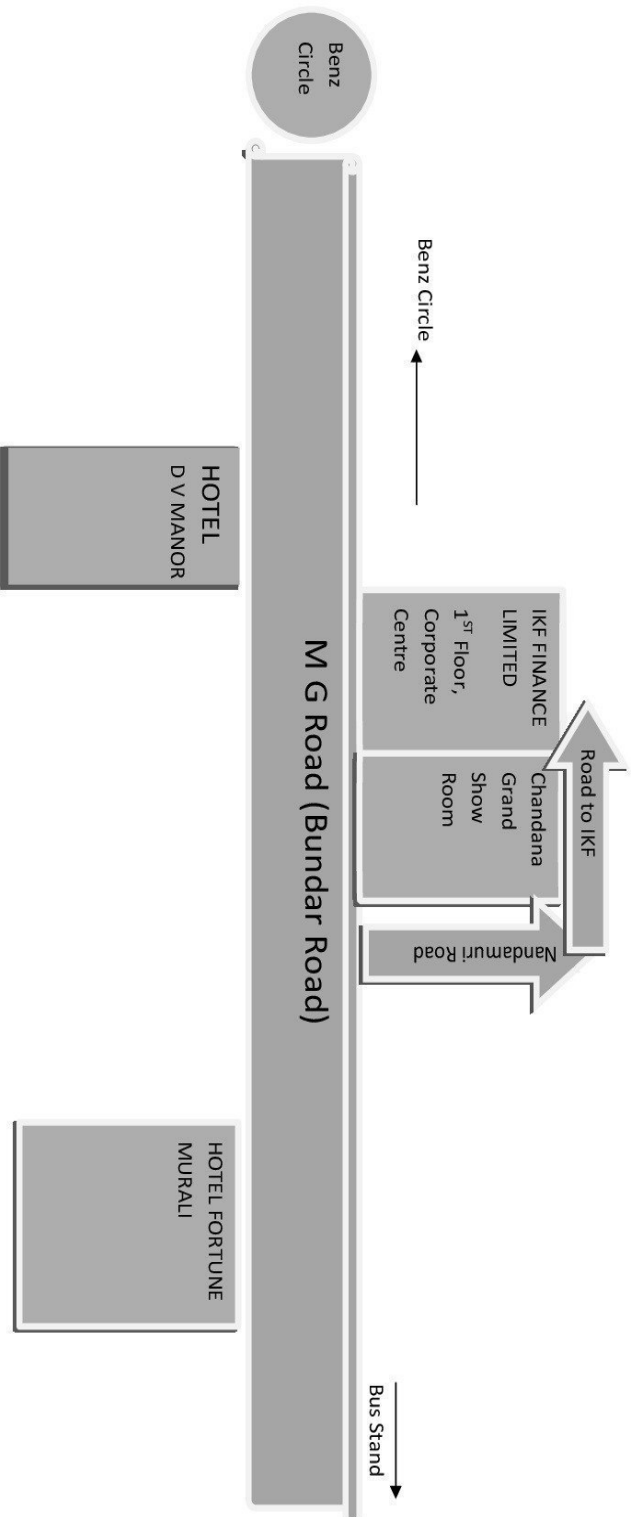 Benz
Circle
Benz Circle
IKF FINANCE
LIMITED
1ST Floor,
Corporate
Centre
Road to IKF
Chandana
Grand
Show
Room
Nandamuri Road
M G Road (Bundar Road)
HOTEL
D V MANOR
HOTEL FORTUNE
MURALI
Bus Stand